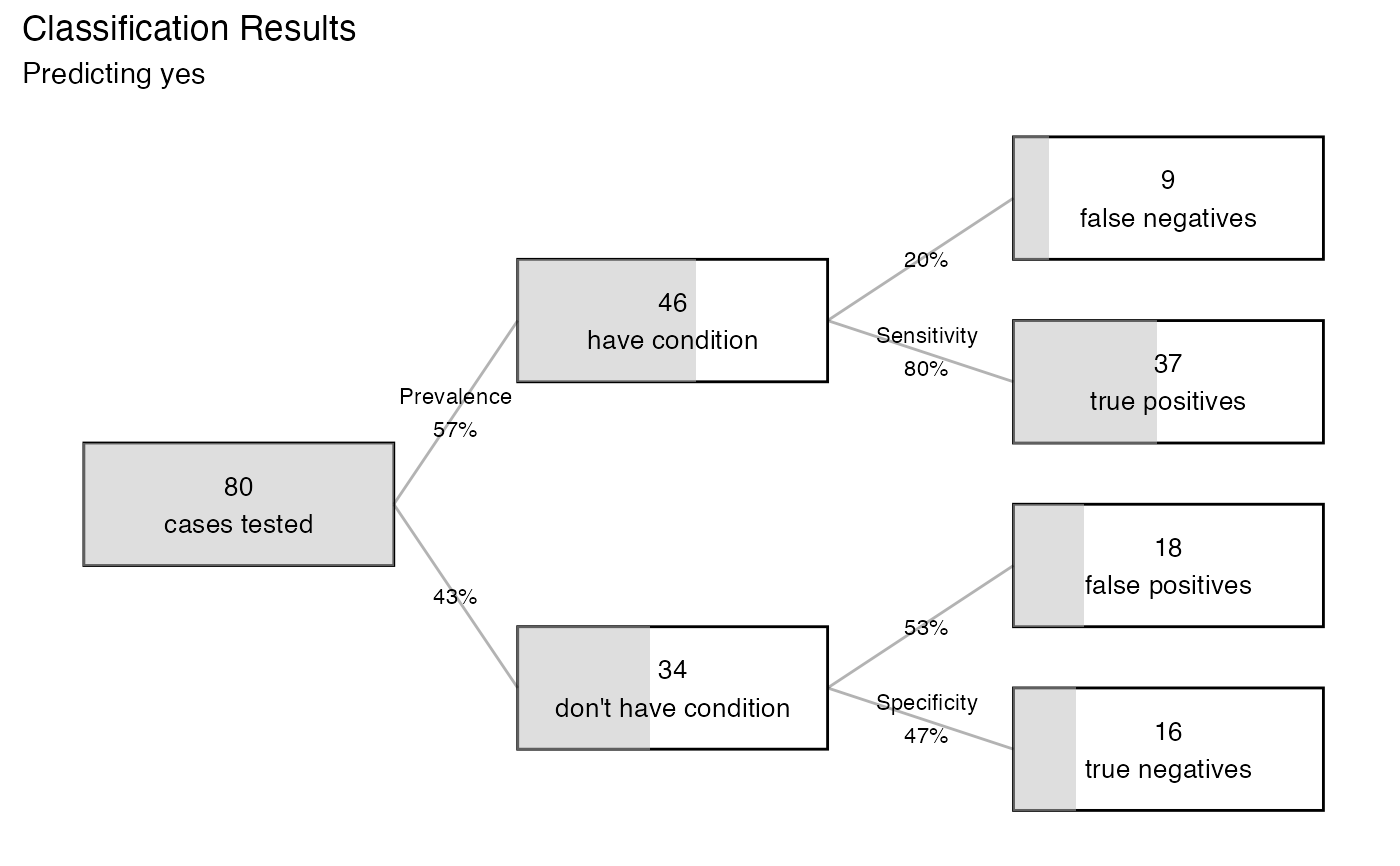 Classification Results
Predicting yes
80
cases tested
Prevalence
57%
43%
46
have condition
34
don't have condition
20%
Sensitivity
80%
53%
Specificity
47%
9
false negatives
37
true positives
18
false positives
16
true negatives